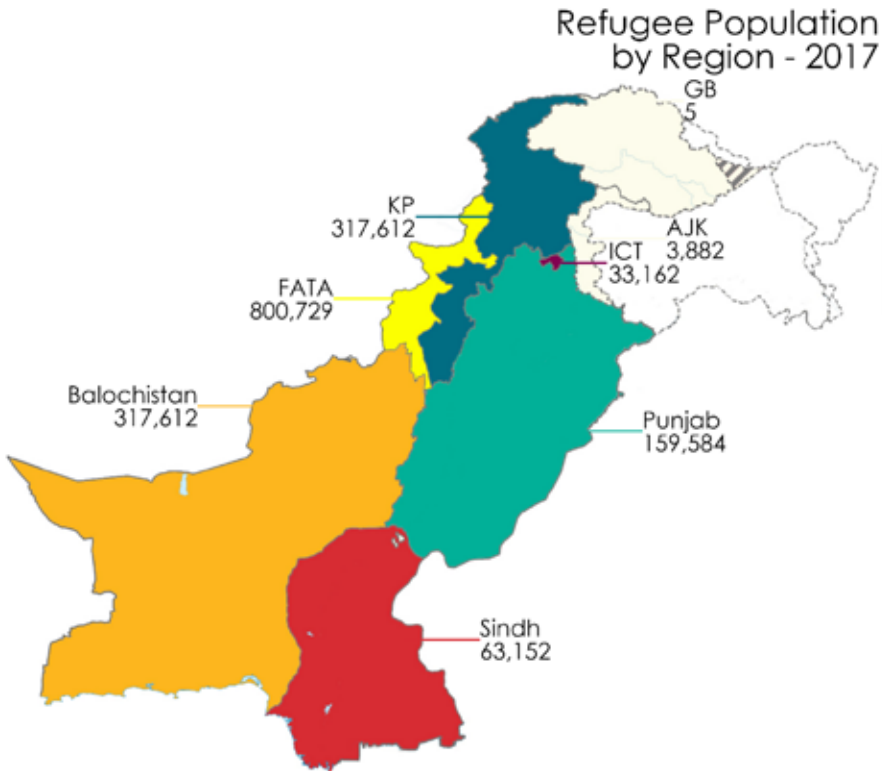 Refugee Population
by Region - 2017
GB
5
KP
317,612
AJK
3,882
ICT
33,162
FATA
800,729
Balochistan
317,612
Punjab
159,584
Sindh
63,152